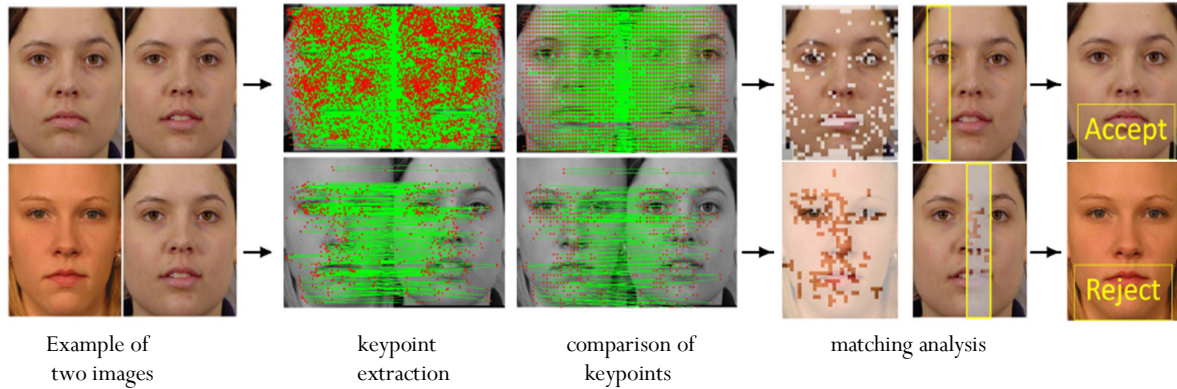 Accept
Reject
Example of
two images
keypoint
extraction
comparison of
keypoints
matching analysis